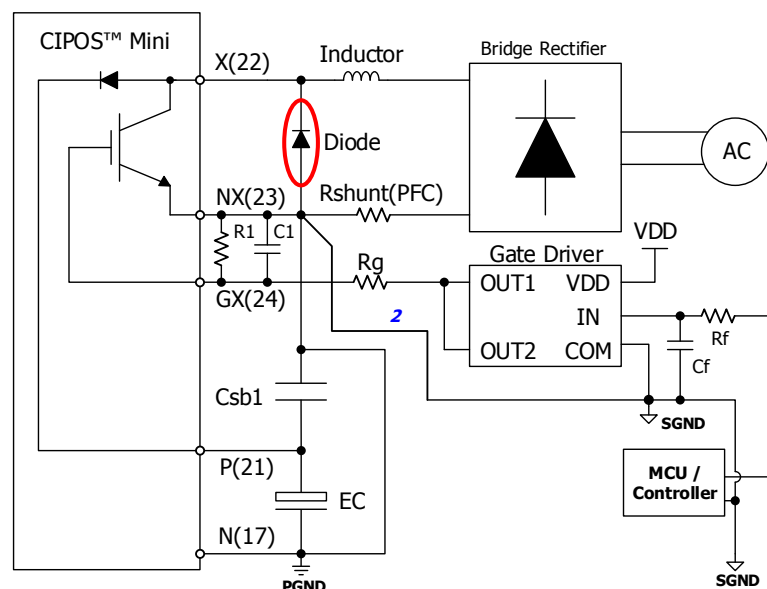 CIPOS™ Mini
X(22)
Inductor
Bridge Rectifier
Diode
AC
NX(23)
Rshunt(PFC)
R1
C1
VDD
Gate Driver
Rg
OUT1
VDD
GX(24)
2
IN
Rf
OUT2
COM
Cf
Csb1
SGND
P(21)
MCU /
Controller
EC
N(17)
PGND
SGND